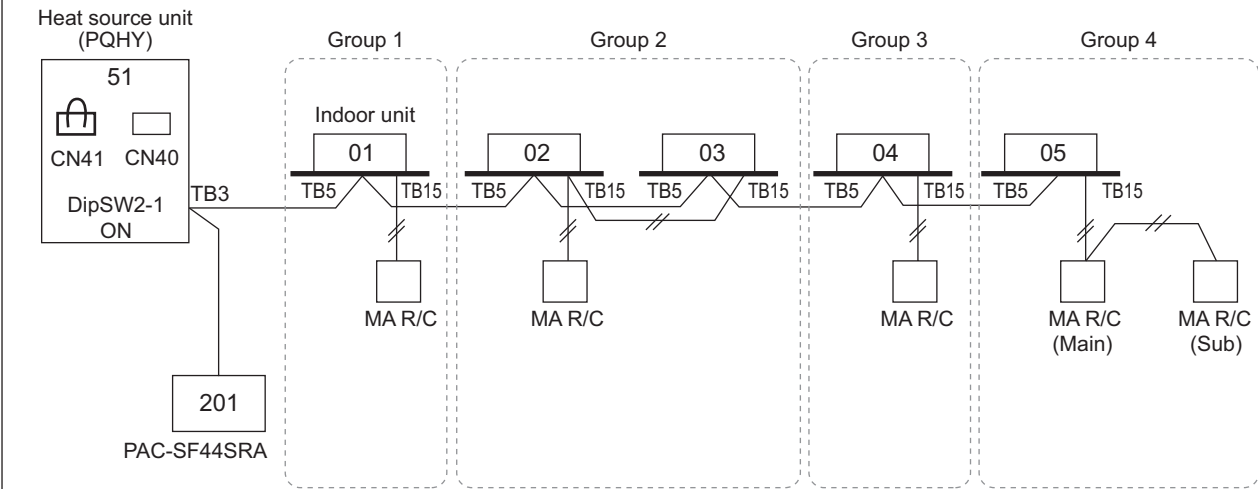 Heat source unit
(PQHY)
51
CN41 CN40
DipSW2-1
ON
TB3
201
PAC-SF44SRA
Group 1
Indoor unit
01
TB5 TB15
MA R/C
Group 2
02 03
TB5 TB15 TB5 TB15
MA R/C
Group 3
04
TB5 TB15
MA R/C
Group 4
05
TB5 TB15
MA R/C
(Main)
MA R/C
(Sub)